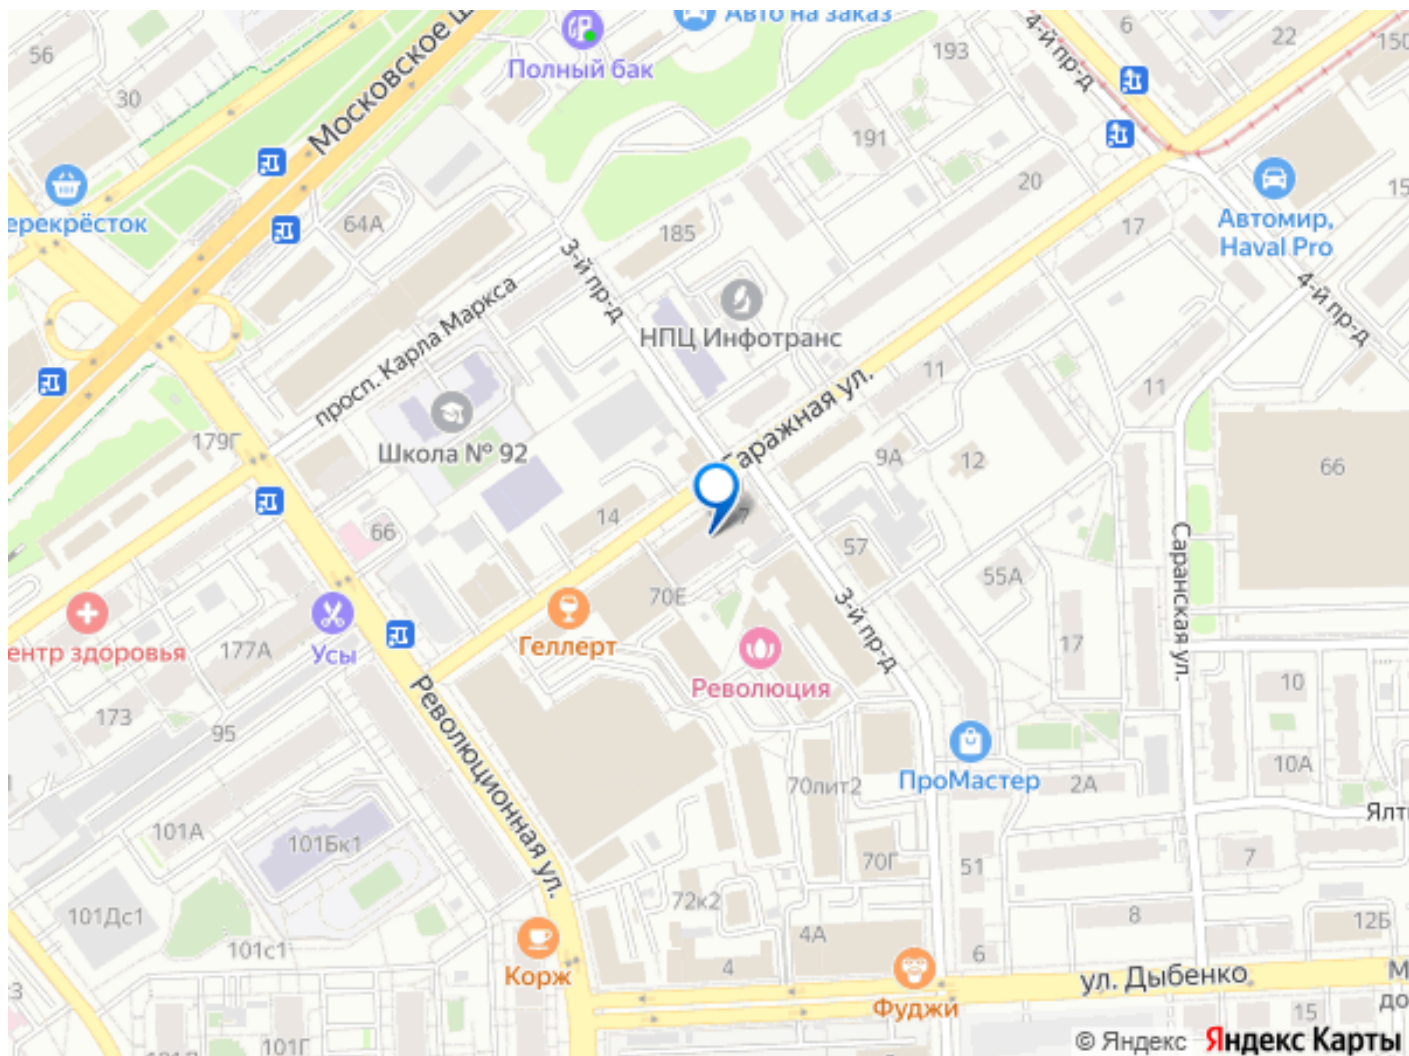 Авто на заказ
6
22
150
193
56
Полный бак
4-й пр-д
30
Московское ш
191
20
15
ерекрёсток
64А
185
17
Автомир,
Haval Pro
3-й пр-д
4-й пр-д
просп. Карла Маркса
НПЦ Инфотранс
11
11
Гаражная ул.
179Г
Школа № 92
9А
12
66
14
7
66
57
Саранская ул.
55А
70Е
3-й пр-д
Геллерт
ентр здоровья
177А
Усы
17
Революция
10
173
95
Революционная ул.
ПроМастер
10А
70лит2
2А
101А
101Бк1
Ялт
7
70Г
51
101Дс1
72к2
8
12Б
101с1
4А
6
Корж
4
ул. Дыбенко
М
до
3
Фуджи
15
101Г
8
© Яндекс Яндекс Карты